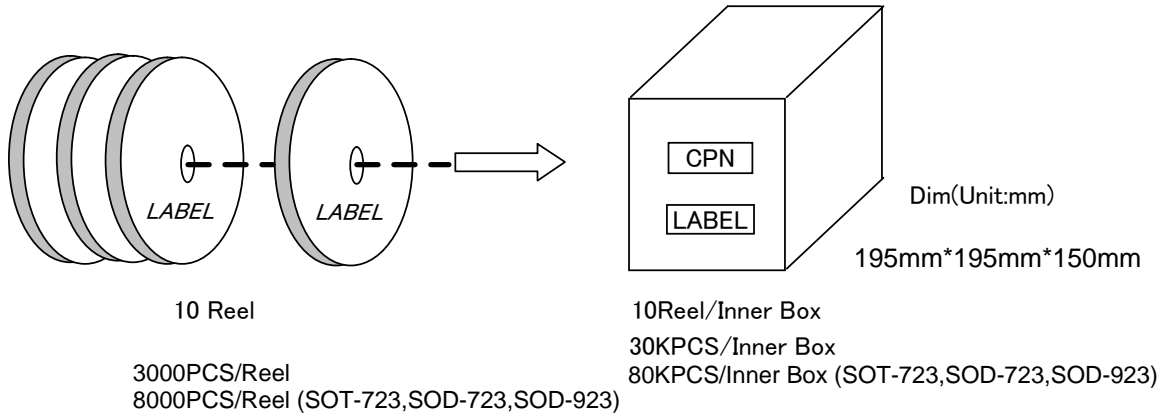 LABEL
LABEL
CPN
LABEL
Dim(Unit:mm)
195mm*195mm*150mm
10 Reel
10Reel/Inner Box
3000PCS/Reel
30KPCS/Inner Box
8000PCS/Reel (SOT-723,SOD-723,SOD-923)
80KPCS/Inner Box (SOT-723,SOD-723,SOD-923)